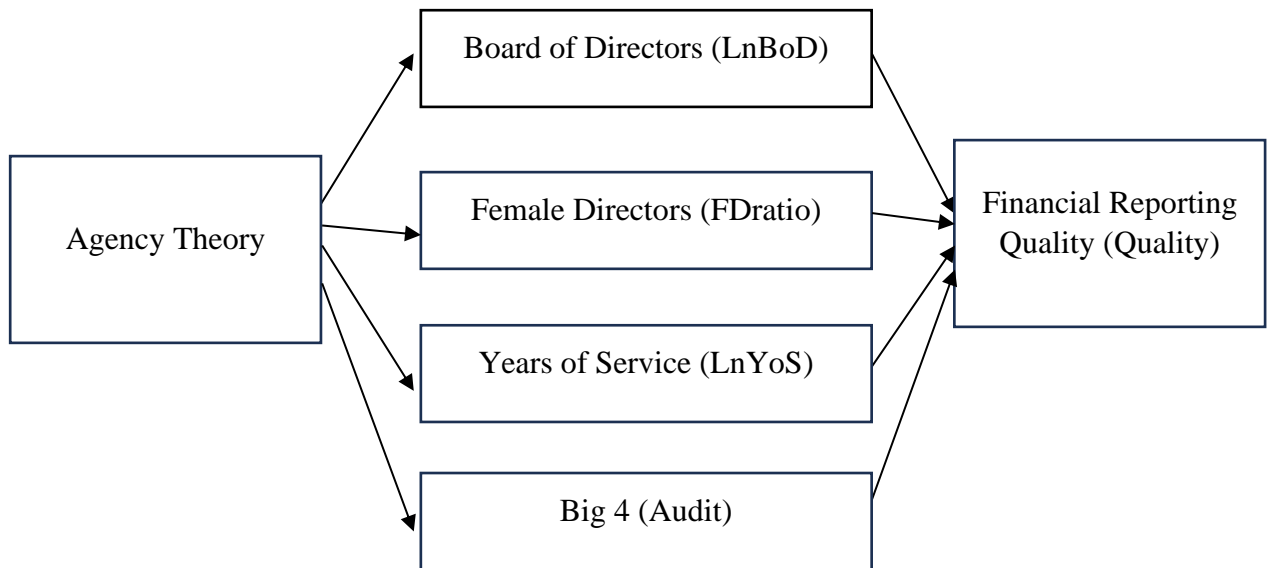 Board of Directors (LnBoD)
Agency Theory
Female Directors (FDratio)
Years of Service (LnYoS)
Big 4 (Audit)
Financial Reporting
Quality (Quality)